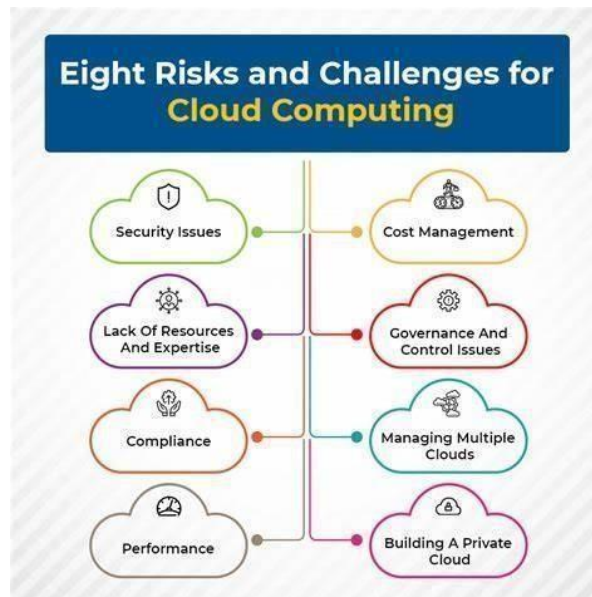 Eight Risks and Challenges for
Cloud Computing
Security Issues
Cost Management
Lack Of Resources
And Expertise
Governance And
Control Issues
Compliance
Managing Multiple
Clouds
Performance
Building A Private
Cloud